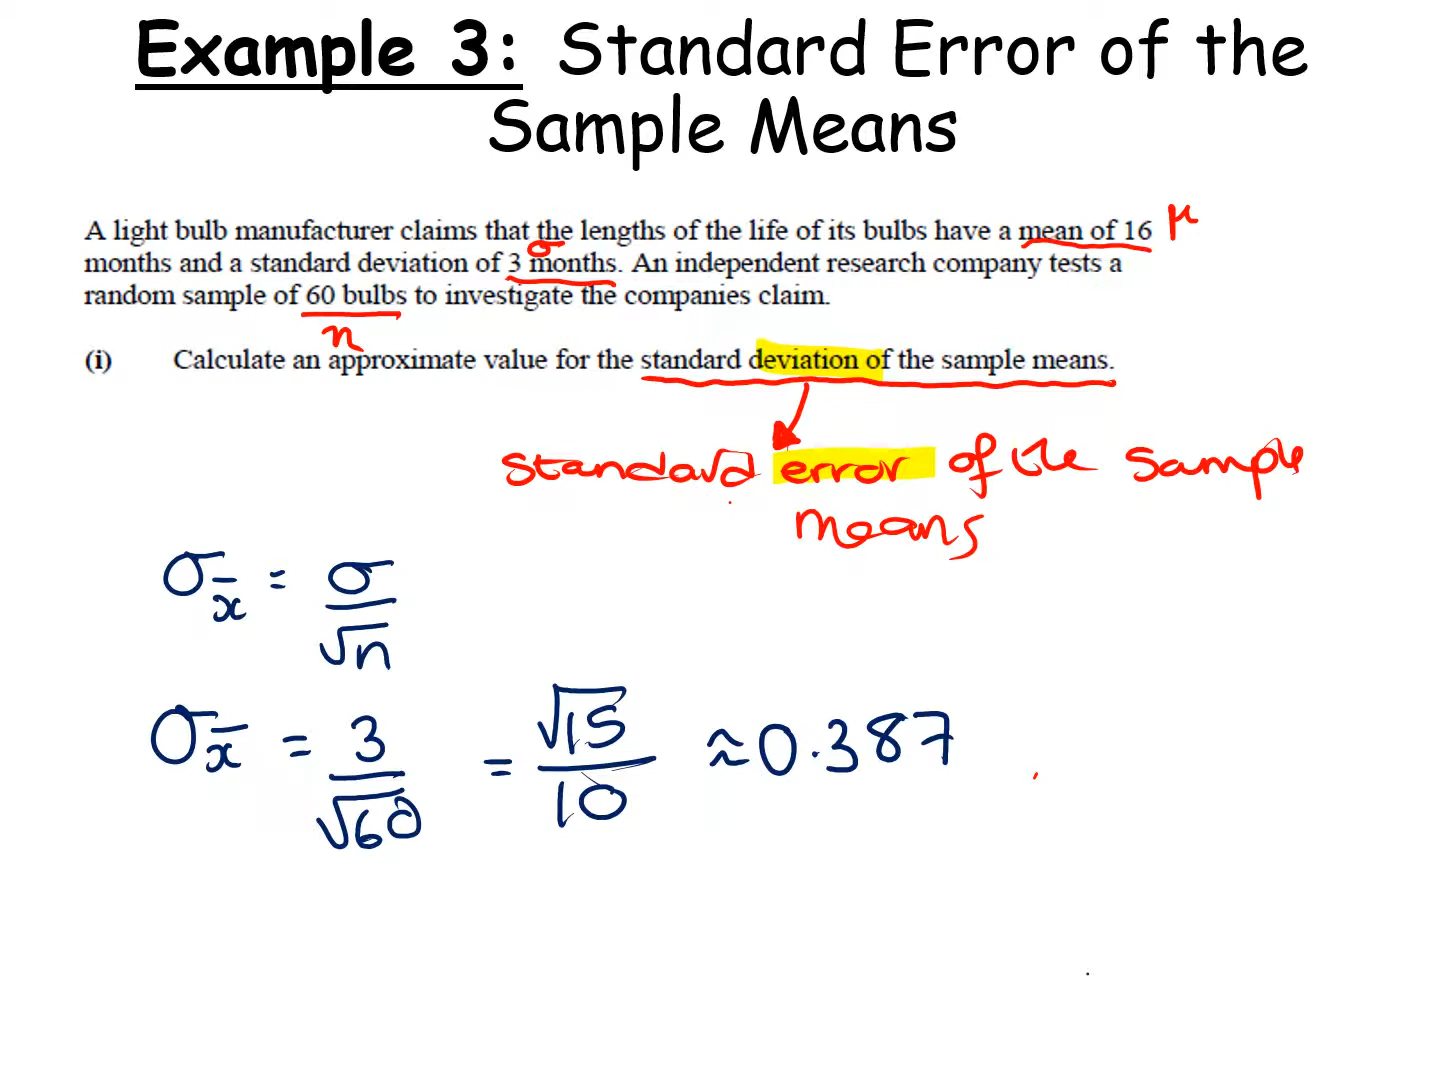 Example 3: Standard Error of the
Sample Means
A light bulb manufacturer claims that the lengths of the life of its bulbs have a mean of 16 μ
σ
months and a standard deviation of 3 months. An independent research company tests a
random sample of 60 bulbs to investigate the companies claim.
n
(i) Calculate an approximate value for the standard deviation of the sample means.
standard error of the sample
means
σx̄ = σ/√n
σx̄ = 3/√60 = √15/10 ≈ 0.387